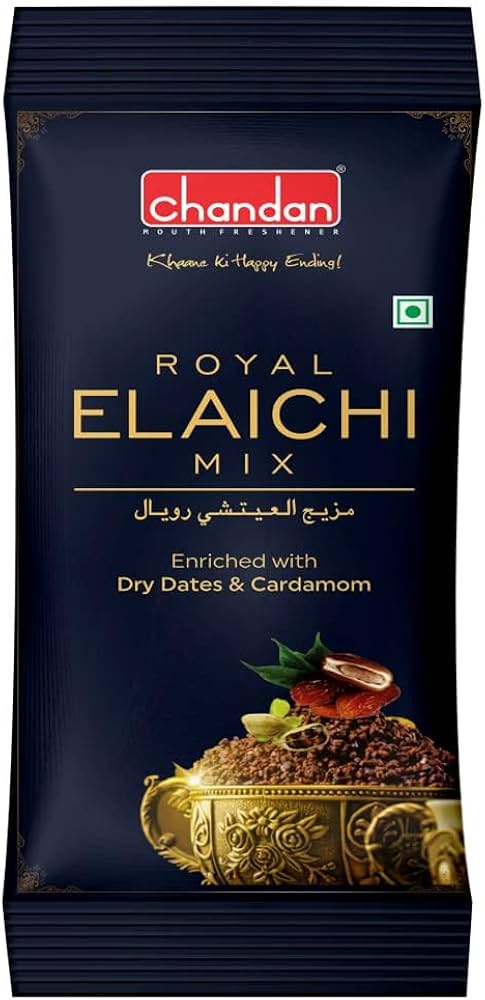 chandan®
MOUTH FRESHENER
Khaane Ki Happy Ending!
ROYAL
ELAICHI
MIX
مزيج العيتشي رويال
Enriched with
Dry Dates & Cardamom